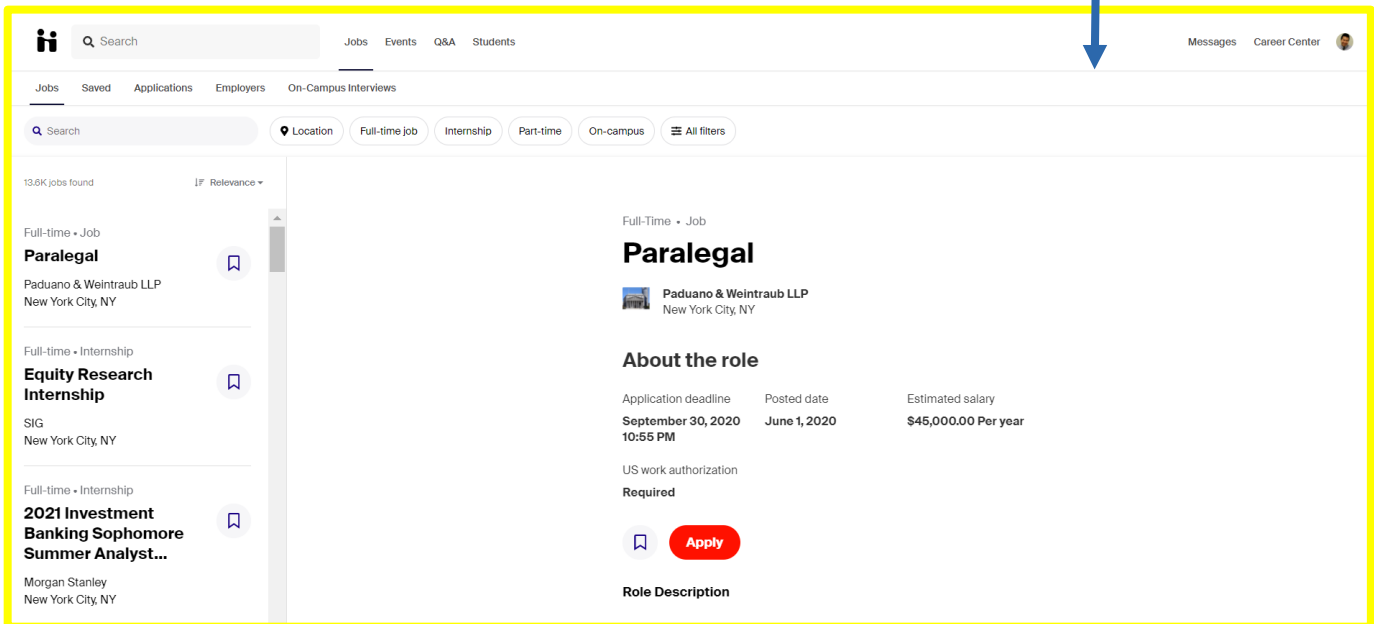 Search Jobs Events Q&A Students Messages Career Center
Jobs Saved Applications Employers On-Campus Interviews
Search Location Full-time job Internship Part-time On-campus All filters
13.6K jobs found Relevance
Full-time • Job
Paralegal
Paduano & Weintraub LLP
New York City, NY
Full-time • Internship
Equity Research
Internship
SIG
New York City, NY
Full-time • Internship
2021 Investment
Banking Sophomore
Summer Analyst...
Morgan Stanley
New York City, NY
Full-Time • Job
Paralegal
Paduano & Weintraub LLP
New York City, NY
About the role
Application deadline Posted date Estimated salary
September 30, 2020 June 1, 2020 $45,000.00 Per year
10:55 PM
US work authorization
Required
Apply
Role Description